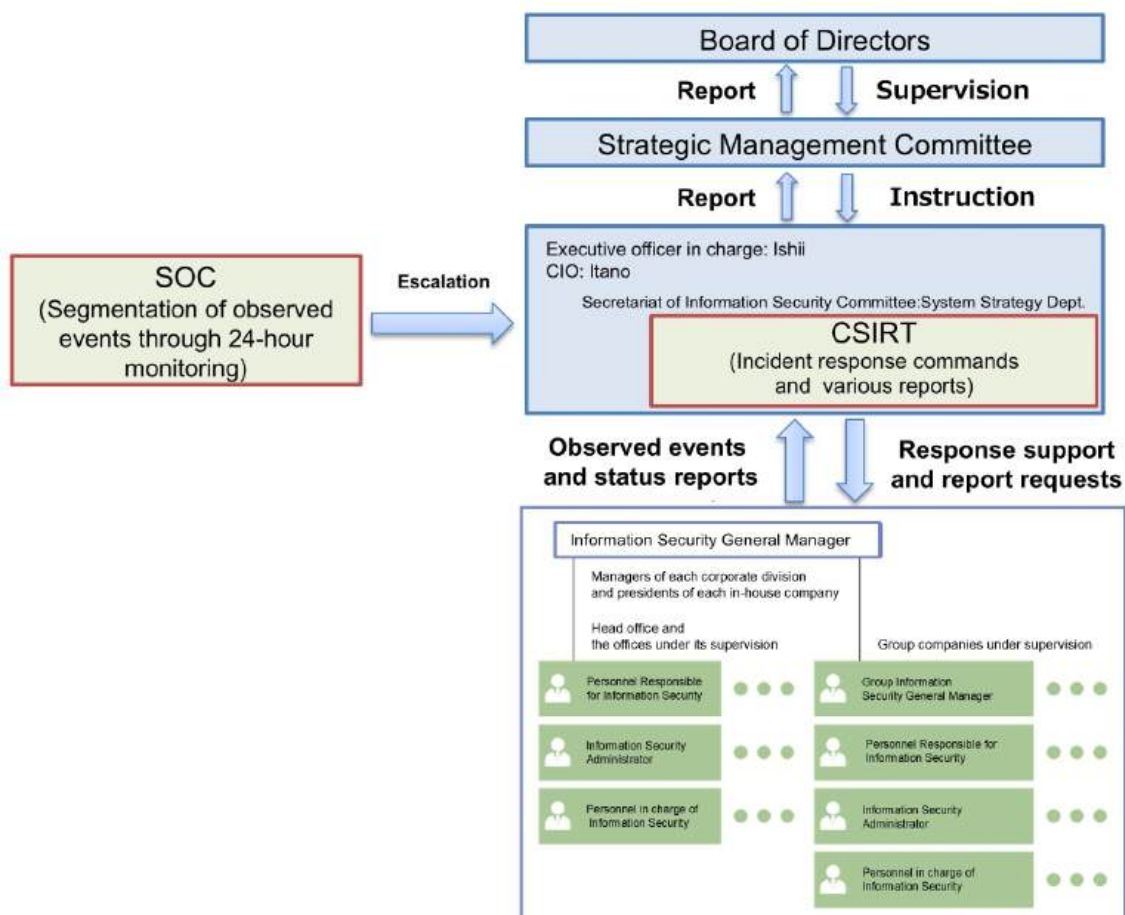 Board of Directors
Report
Supervision
Strategic Management Committee
Report
Instruction
Executive officer in charge: Ishii
CIO: Itano
Secretariat of Information Security Committee:System Strategy Dept.
SOC
(Segmentation of observed
events through 24-hour
monitoring)
Escalation
CSIRT
(Incident response commands
and various reports)
Observed events
and status reports
Response support
and report requests
Information Security General Manager
Managers of each corporate division
and presidents of each in-house company
Head office and
the offices under its supervision
Group companies under supervision
Personnel Responsible
for Information Security
Information Security
Administrator
Personnel in charge of
Information Security
Group Information
Security General Manager
Personnel Responsible for
Information Security
Information Security
Administrator
Personnel in charge of
Information Security